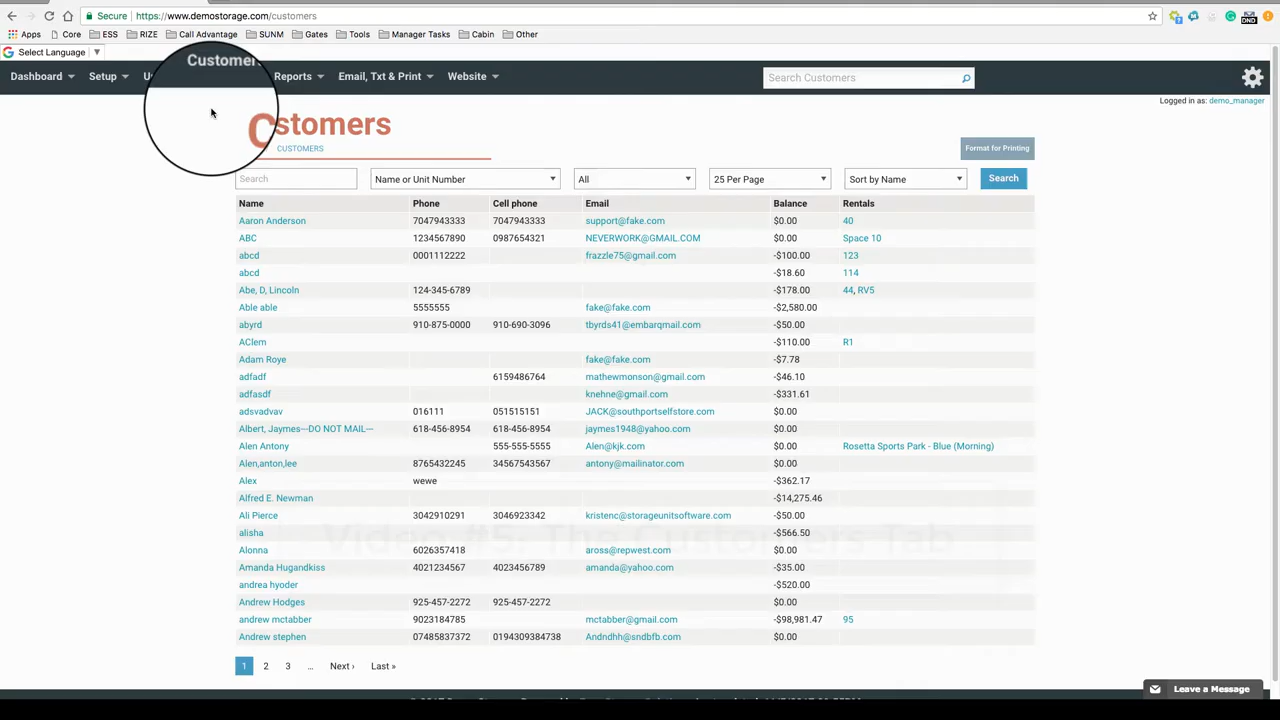 Secure https://www.demostorage.com/customers
Apps Core ESS RIZE Call Advantage SUNM Gates Tools Manager Tasks Cabin Other
G Select Language ▼
Dashboard Setup U Customer Reports Email, Txt & Print Website Search Customers
Logged in as: demo_manager
C stomers
CUSTOMERS
Format for Printing
Search Name or Unit Number All 25 Per Page Sort by Name Search
Name Phone Cell phone Email Balance Rentals
Aaron Anderson 7047943333 7047943333 support@fake.com $0.00 40
ABC 1234567890 0987654321 NEVERWORK@GMAIL.COM $0.00 Space 10
abcd 0001112222 frazzle75@gmail.com -$100.00 123
abcd -$18.60 114
Abe, D, Lincoln 124-345-6789 -$178.00 44, RV5
Able able 5555555 fake@fake.com -$2,580.00
abyrd 910-875-0000 910-690-3096 tbyrds41@embarqmail.com -$50.00
AClem -$110.00 R1
Adam Roye fake@fake.com -$7.78
adfadf 6159486764 mathewmonson@gmail.com -$46.10
adfasdf knehne@gmail.com -$331.61
adsvadvav 016111 051515151 JACK@southportselfstore.com $0.00
Albert, Jaymes---DO NOT MAIL--- 618-456-8954 618-456-8954 jaymes1948@yahoo.com $0.00
Alen Antony 555-555-5555 Alen@kjk.com $0.00 Rosetta Sports Park - Blue (Morning)
Alen,anton,lee 8765432245 34567543567 antony@mailinator.com $0.00
Alex wewe -$362.17
Alfred E. Newman -$14,275.46
Ali Pierce 3042910291 3046923342 kristenc@storageunitsoftware.com -$50.00
alisha -$566.50
Video #5: The Customers Tab
Alonna 6026357418 aross@repwest.com $0.00
Amanda Hugandkiss 4021234567 4023456789 amanda@yahoo.com -$35.00
andrea hyoder -$520.00
Andrew Hodges 925-457-2272 925-457-2272 $0.00
andrew mctabber 9023184785 mctabber@gmail.com -$98,981.47 95
Andrew stephen 07485837372 0194309384738 Andndhh@sndbfb.com $0.00
1 2 3 … Next › Last »
Leave a Message